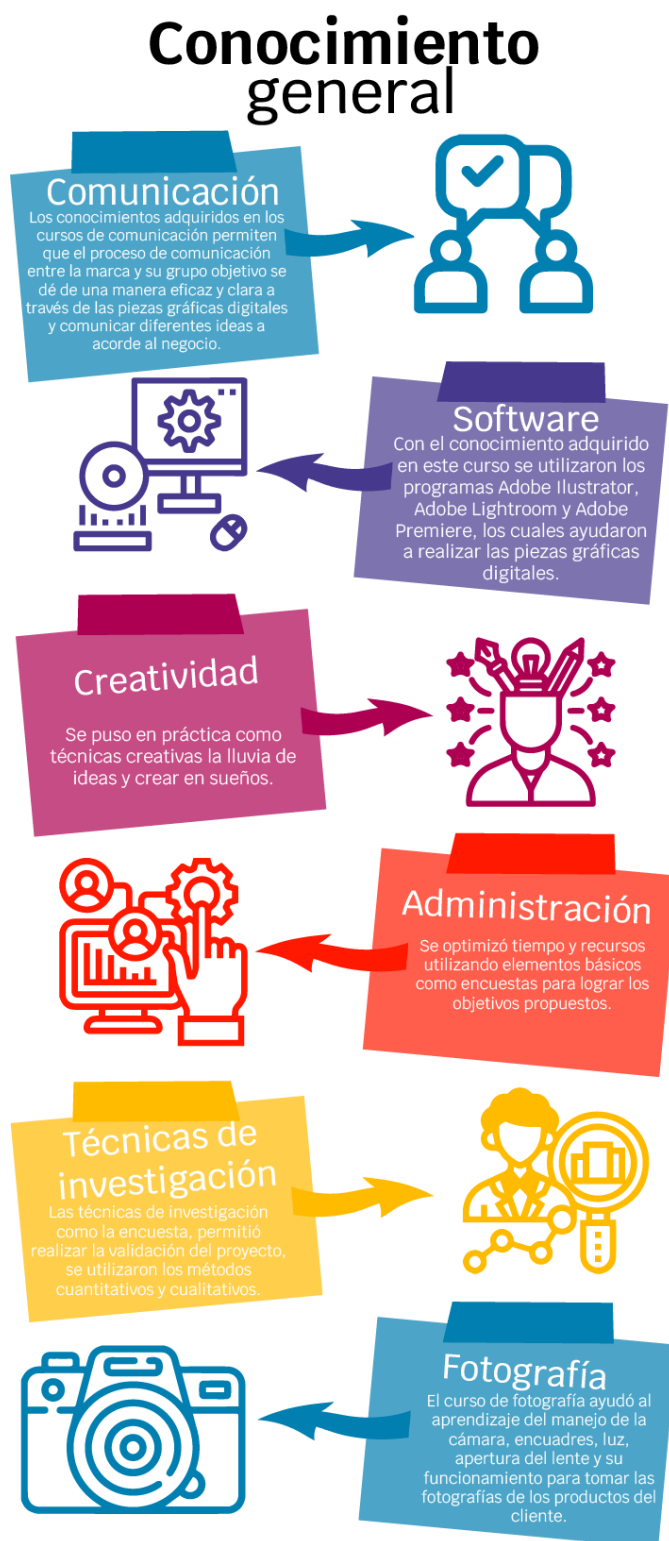 Conocimiento
general
Comunicación
Los conocimientos adquiridos en los
cursos de comunicación permiten
que el proceso de comunicación
entre la marca y su grupo objetivo se
dé de una manera eficaz y clara a
través de las piezas gráficas digitales
y comunicar diferentes ideas a
acorde al negocio.
Software
Con el conocimiento adquirido
en este curso se utilizaron los
programas Adobe Ilustrator,
Adobe Lightroom y Adobe
Premiere, los cuales ayudaron
a realizar las piezas gráficas
digitales.
Creatividad
Se puso en práctica como
técnicas creativas la lluvia de
ideas y crear en sueños.
Administración
Se optimizó tiempo y recursos
utilizando elementos básicos
como encuestas para lograr los
objetivos propuestos.
Técnicas de
investigación
Las técnicas de investigación
como la encuesta, permitió
realizar la validación del proyecto,
se utilizaron los métodos
cuantitativos y cualitativos.
Fotografía
El curso de fotografía ayudó al
aprendizaje del manejo de la
cámara, encuadres, luz,
apertura del lente y su
funcionamiento para tomar las
fotografías de los productos del
cliente.